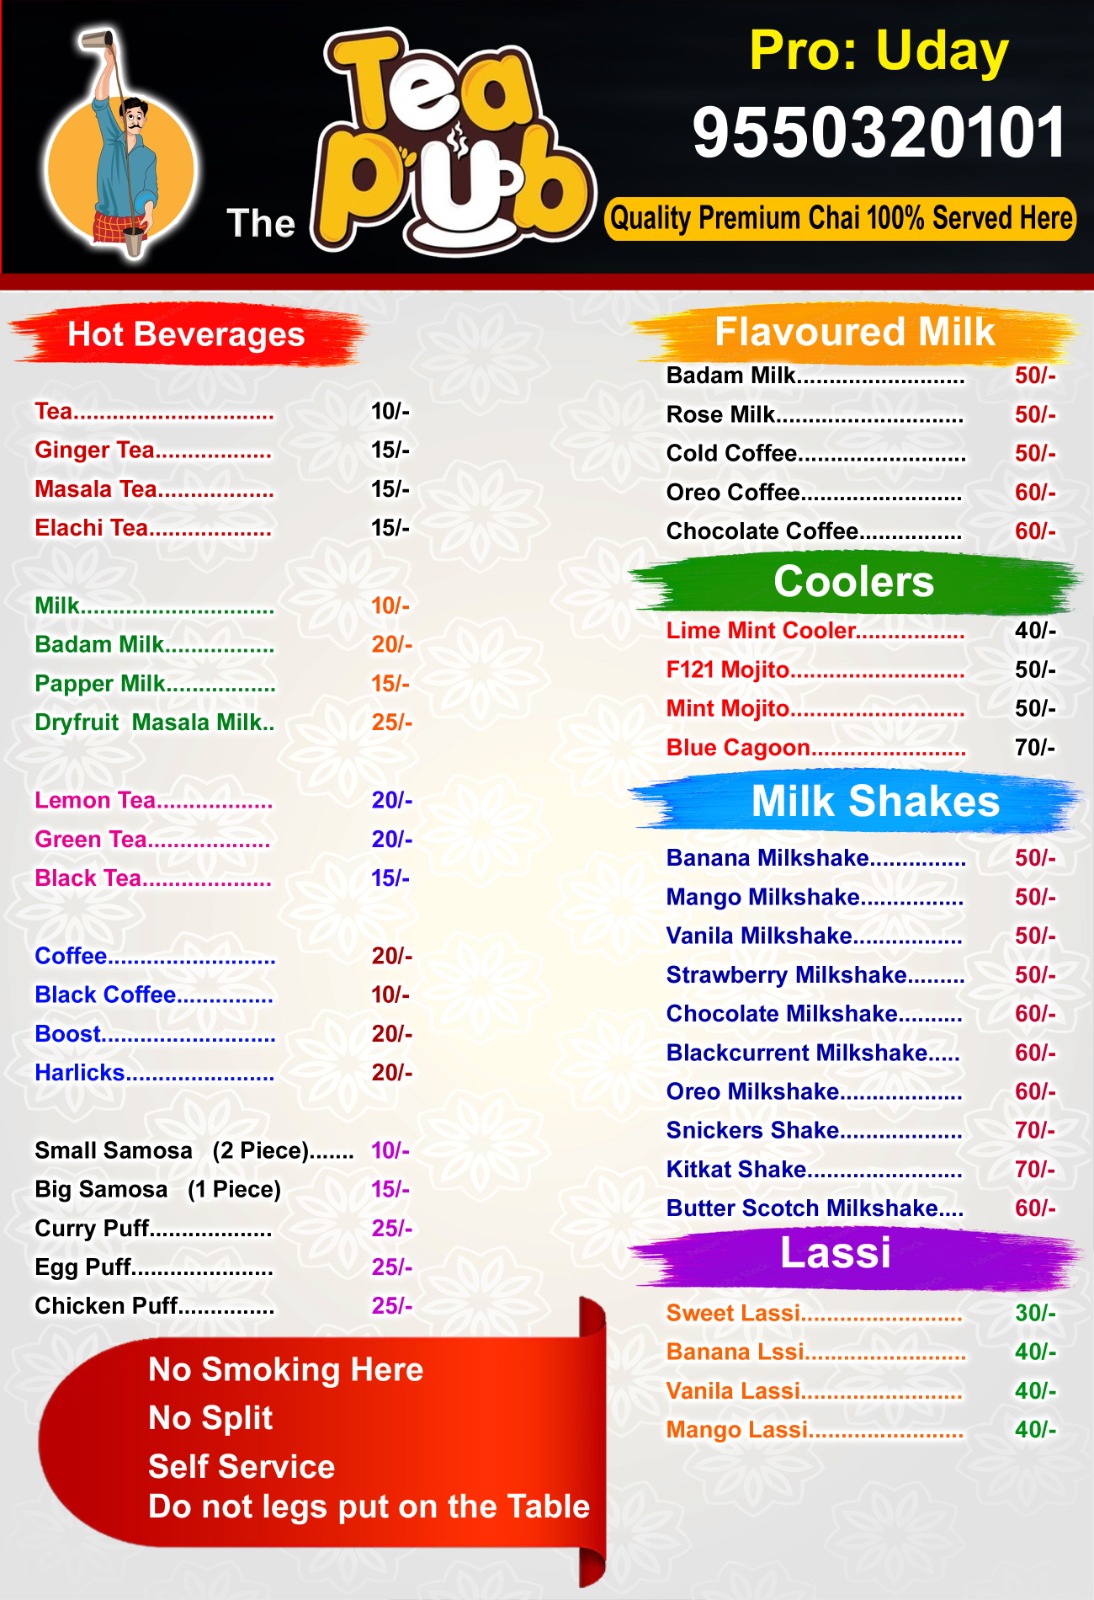 The Tea Pub
Pro: Uday
9550320101
Quality Premium Chai 100% Served Here
Hot Beverages
Tea.............................. 10/-
Ginger Tea.................. 15/-
Masala Tea.................. 15/-
Elachi Tea................... 15/-
Milk.............................. 10/-
Badam Milk................. 20/-
Papper Milk................. 15/-
Dryfruit Masala Milk.. 25/-
Lemon Tea.................. 20/-
Green Tea................... 20/-
Black Tea.................... 15/-
Coffee.......................... 20/-
Black Coffee............... 10/-
Boost........................... 20/-
Harlicks....................... 20/-
Small Samosa (2 Piece)....... 10/-
Big Samosa (1 Piece) 15/-
Curry Puff................... 25/-
Egg Puff...................... 25/-
Chicken Puff............... 25/-
No Smoking Here
No Split
Self Service
Do not legs put on the Table
Flavoured Milk
Badam Milk.......................... 50/-
Rose Milk............................. 50/-
Cold Coffee.......................... 50/-
Oreo Coffee......................... 60/-
Chocolate Coffee................ 60/-
Coolers
Lime Mint Cooler................. 40/-
F121 Mojito........................... 50/-
Mint Mojito........................... 50/-
Blue Cagoon........................ 70/-
Milk Shakes
Banana Milkshake............... 50/-
Mango Milkshake................ 50/-
Vanila Milkshake................. 50/-
Strawberry Milkshake......... 50/-
Chocolate Milkshake.......... 60/-
Blackcurrent Milkshake..... 60/-
Oreo Milkshake................... 60/-
Snickers Shake................... 70/-
Kitkat Shake........................ 70/-
Butter Scotch Milkshake.... 60/-
Lassi
Sweet Lassi......................... 30/-
Banana Lssi......................... 40/-
Vanila Lassi......................... 40/-
Mango Lassi........................ 40/-